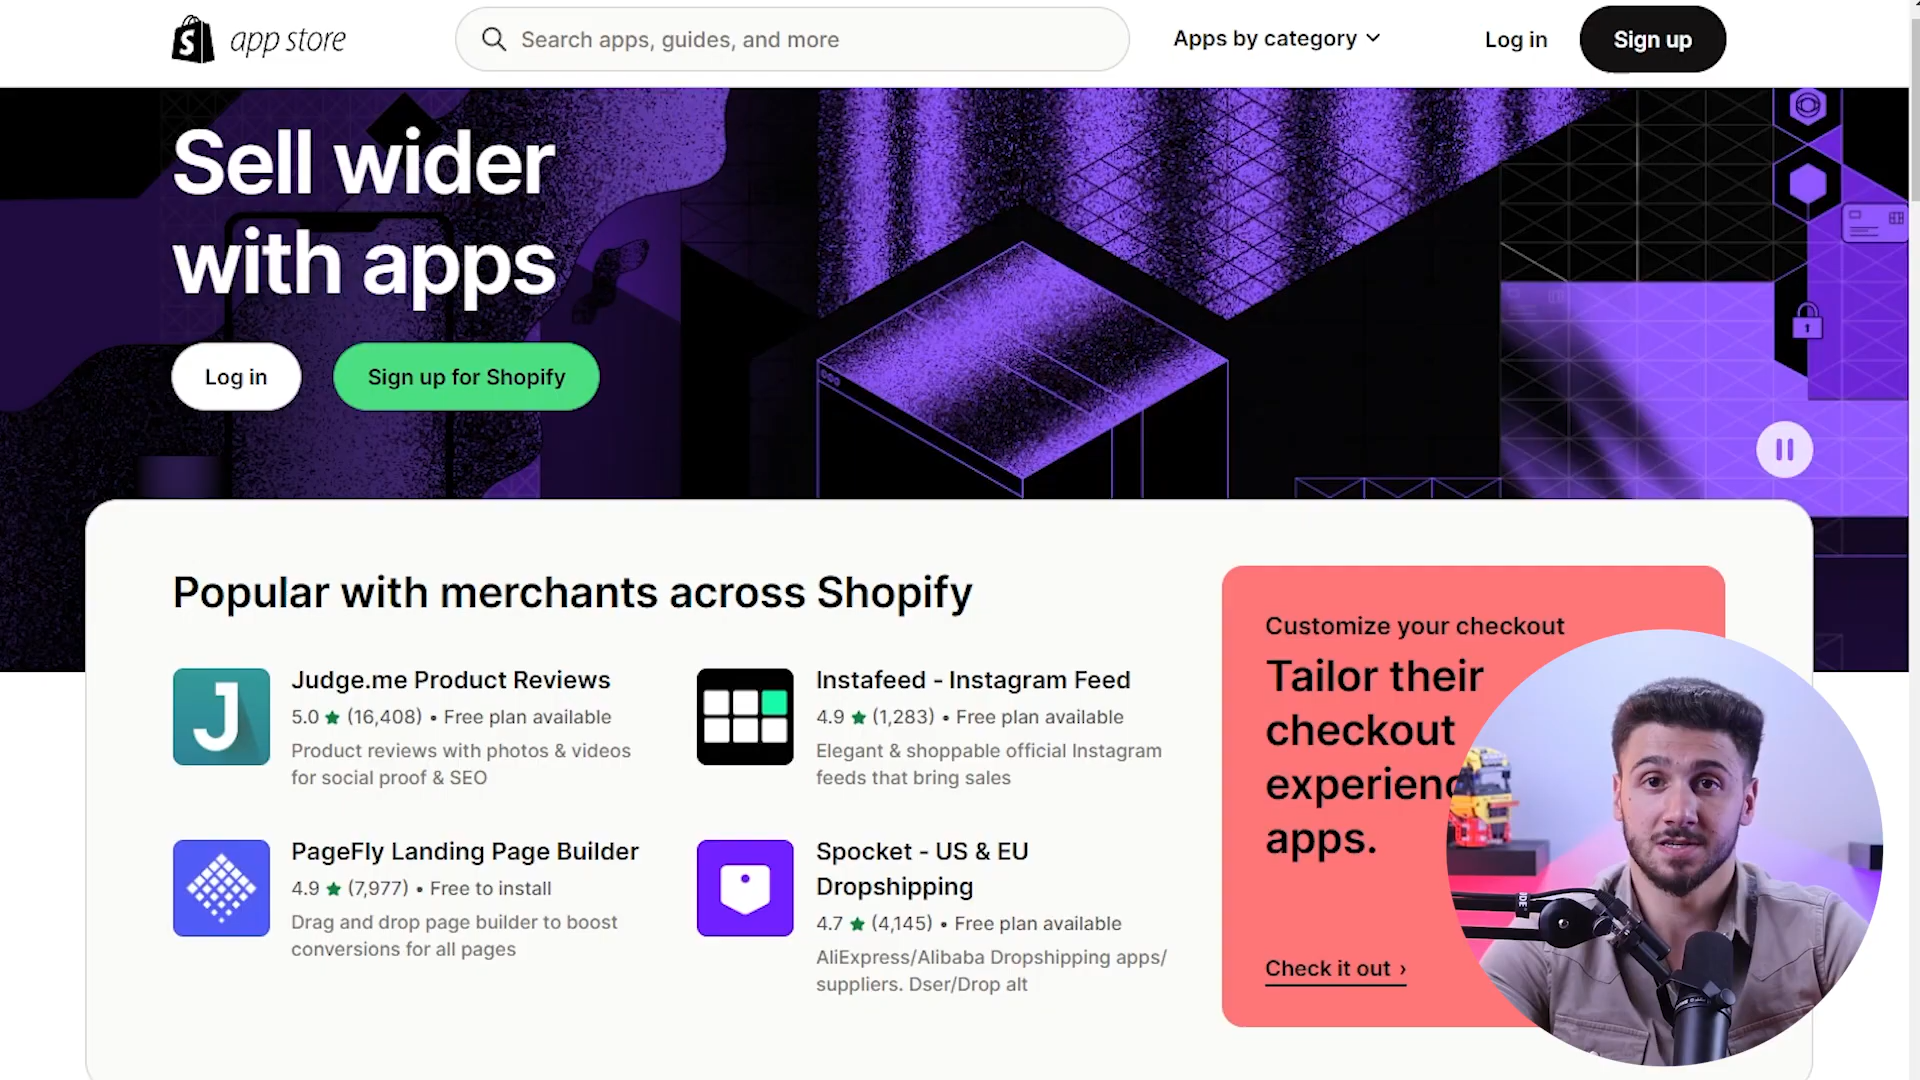 app store
Search apps, guides, and more
Apps by category
Log in
Sign up
Sell wider
with apps
Log in
Sign up for Shopify
Popular with merchants across Shopify
Judge.me Product Reviews
5.0 ★ (16,408) • Free plan available
Product reviews with photos & videos
for social proof & SEO
Instafeed - Instagram Feed
4.9 ★ (1,283) • Free plan available
Elegant & shoppable official Instagram
feeds that bring sales
PageFly Landing Page Builder
4.9 ★ (7,977) • Free to install
Drag and drop page builder to boost
conversions for all pages
Spocket - US & EU
Dropshipping
4.7 ★ (4,145) • Free plan available
AliExpress/Alibaba Dropshipping apps/
suppliers. Dser/Drop alt
Customize your checkout
Tailor their
checkout
apps.
Check it out ›